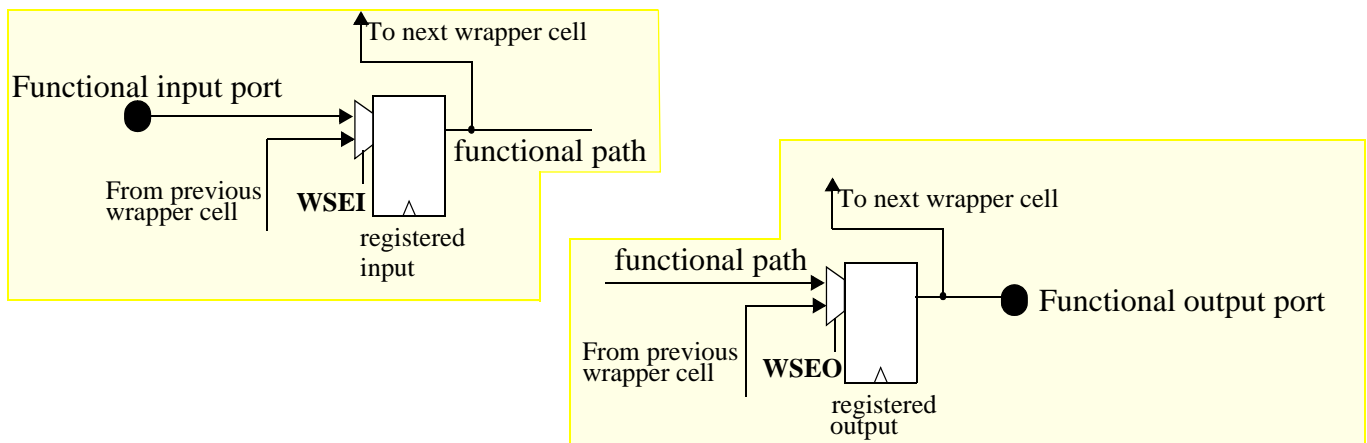 To next wrapper cell
Functional input port
functional path
From previous
wrapper cell
WSEI
registered
input
To next wrapper cell
functional path
Functional output port
From previous
wrapper cell
WSEO
registered
output